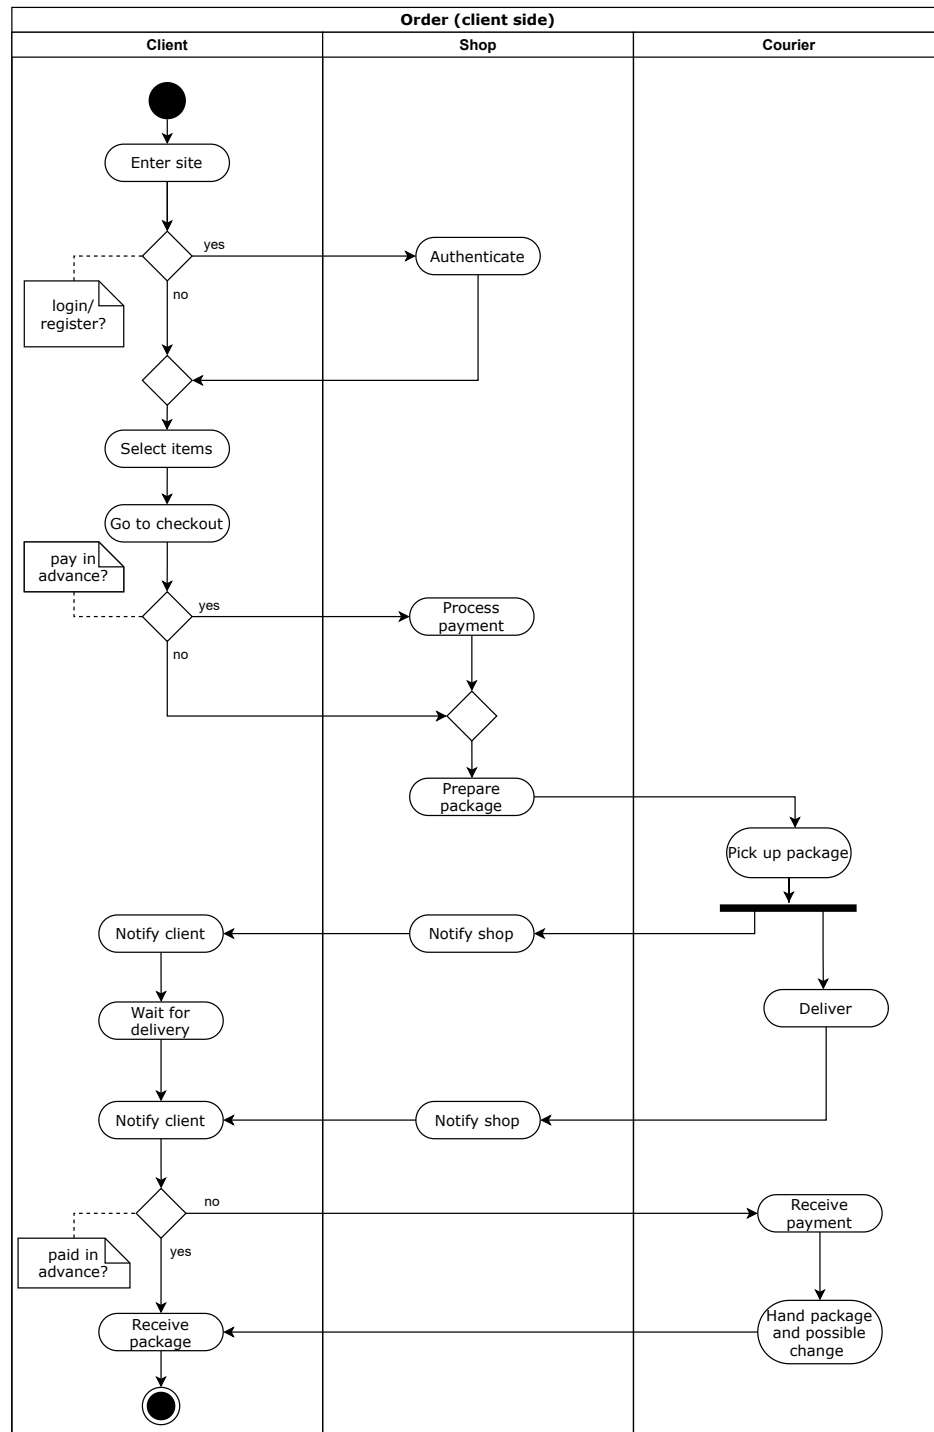 Order (client side)
Client
Shop
Courier
Enter site
yes
Authenticate
no
login/
register?
Select items
Go to checkout
pay in
advance?
yes
Process
payment
no
Prepare
package
Pick up package
Notify client
Notify shop
Wait for
delivery
Deliver
Notify client
Notify shop
no
Receive
payment
yes
paid in
advance?
Receive
package
Hand package
and possible
change